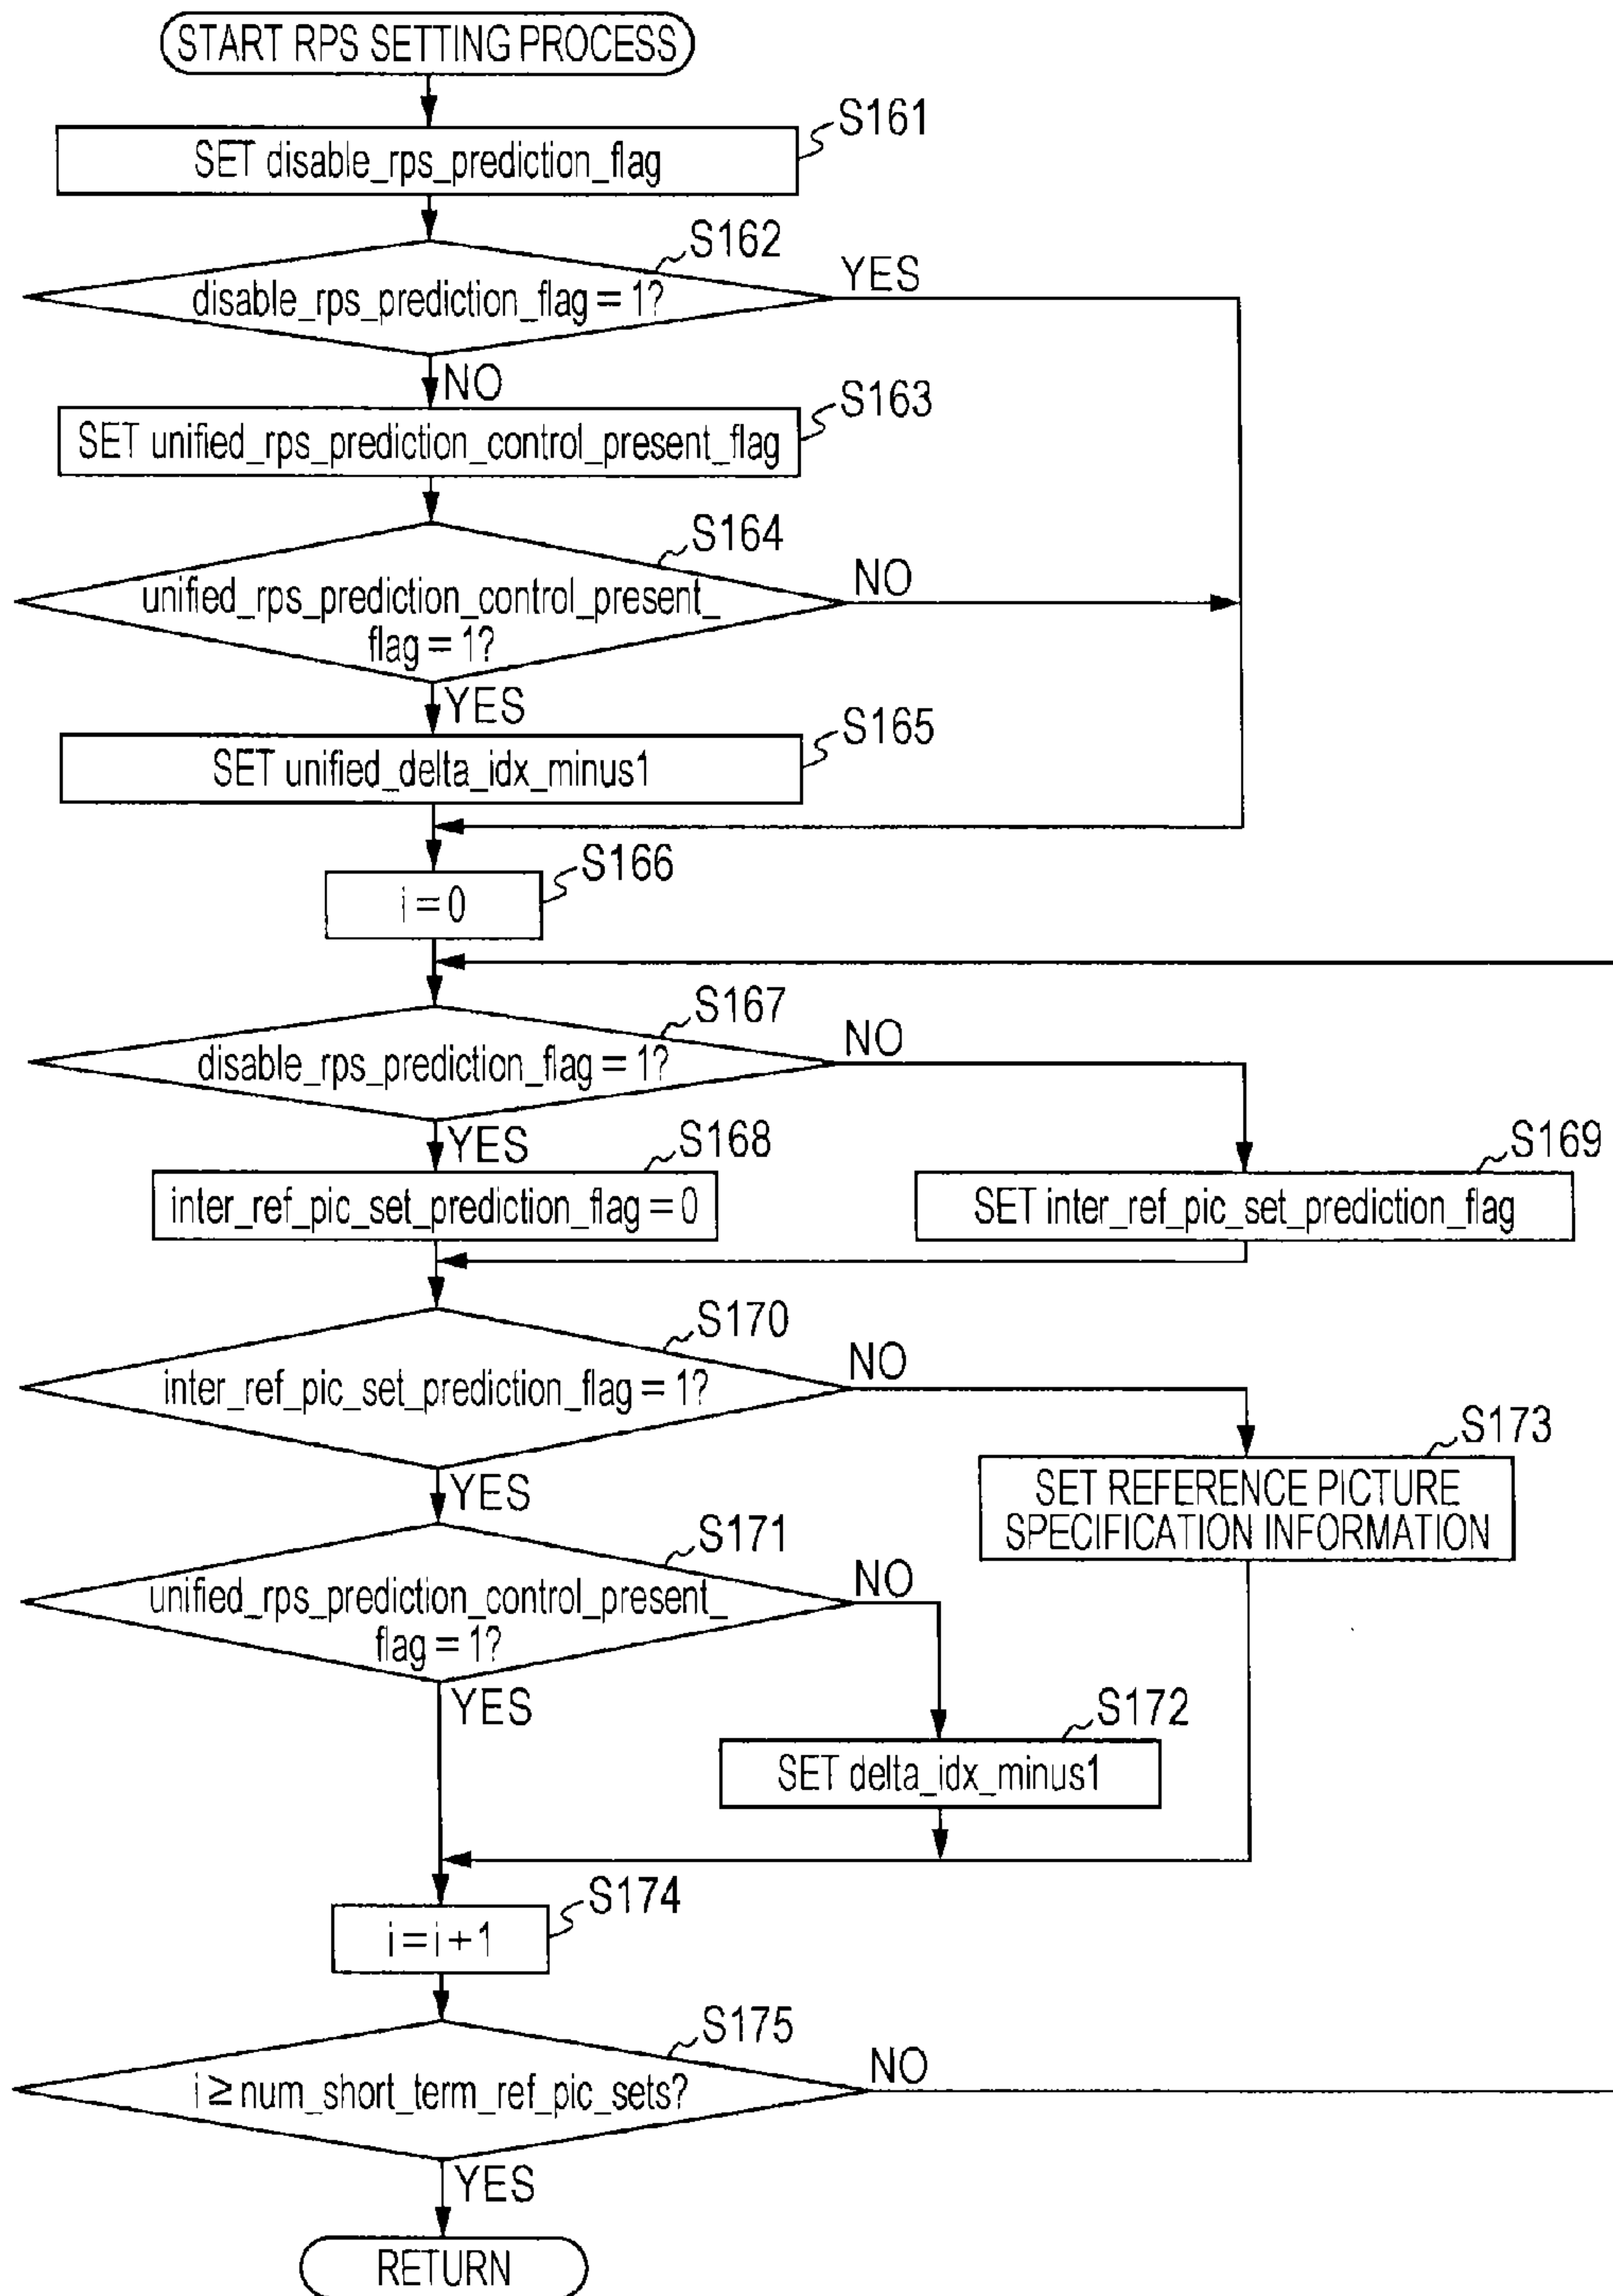 START RPS SETTING PROCESS
S161
SET disable_rps_prediction_flag
S162
disable_rps_prediction_flag = 1?
YES
NO
S163
SET unified_rps_prediction_control_present_flag
S164
unified_rps_prediction_control_present_
flag = 1?
NO
YES
S165
SET unified_delta_idx_minus1
S166
i = 0
S167
disable_rps_prediction_flag = 1?
NO
YES
S168
inter_ref_pic_set_prediction_flag = 0
S169
SET inter_ref_pic_set_prediction_flag
S170
inter_ref_pic_set_prediction_flag = 1?
NO
YES
S173
SET REFERENCE PICTURE
SPECIFICATION INFORMATION
S171
unified_rps_prediction_control_present_
flag = 1?
NO
YES
S172
SET delta_idx_minus1
S174
i = i + 1
S175
i ≥ num_short_term_ref_pic_sets?
NO
YES
RETURN